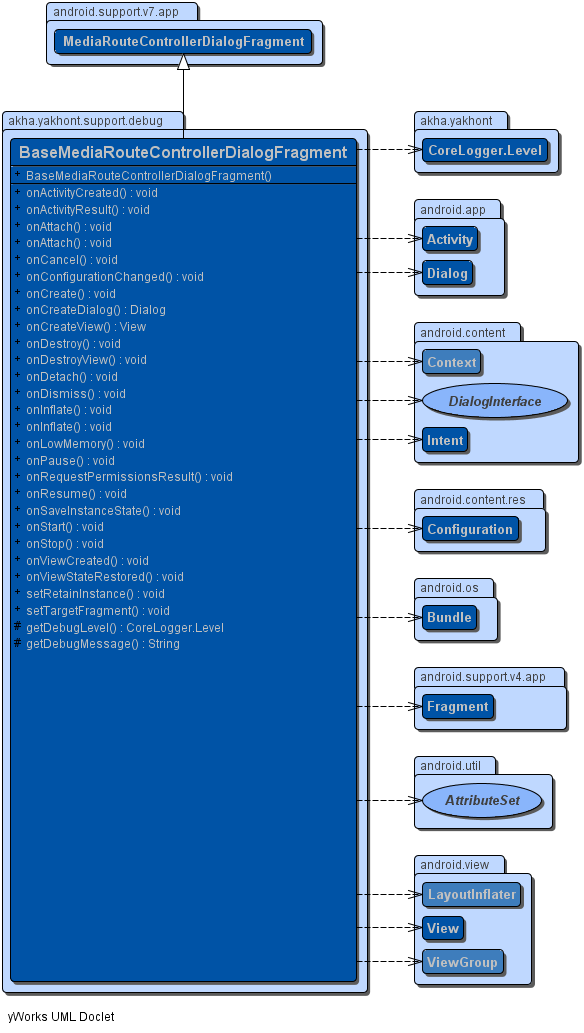 android.support.v7.app
MediaRouteControllerDialogFragment
akha.yakhont.support.debug
BaseMediaRouteControllerDialogFragment
+ BaseMediaRouteControllerDialogFragment()
+ onActivityCreated() : void
+ onActivityResult() : void
+ onAttach() : void
+ onAttach() : void
+ onCancel() : void
+ onConfigurationChanged() : void
+ onCreate() : void
+ onCreateDialog() : Dialog
+ onCreateView() : View
+ onDestroy() : void
+ onDestroyView() : void
+ onDetach() : void
+ onDismiss() : void
+ onInflate() : void
+ onInflate() : void
+ onLowMemory() : void
+ onPause() : void
+ onRequestPermissionsResult() : void
+ onResume() : void
+ onSaveInstanceState() : void
+ onStart() : void
+ onStop() : void
+ onViewCreated() : void
+ onViewStateRestored() : void
+ setRetainInstance() : void
+ setTargetFragment() : void
# getDebugLevel() : CoreLogger.Level
# getDebugMessage() : String
akha.yakhont
CoreLogger.Level
android.app
Activity
Dialog
android.content
Context
DialogInterface
Intent
android.content.res
Configuration
android.os
Bundle
android.support.v4.app
Fragment
android.util
AttributeSet
android.view
LayoutInflater
View
ViewGroup
yWorks UML Doclet